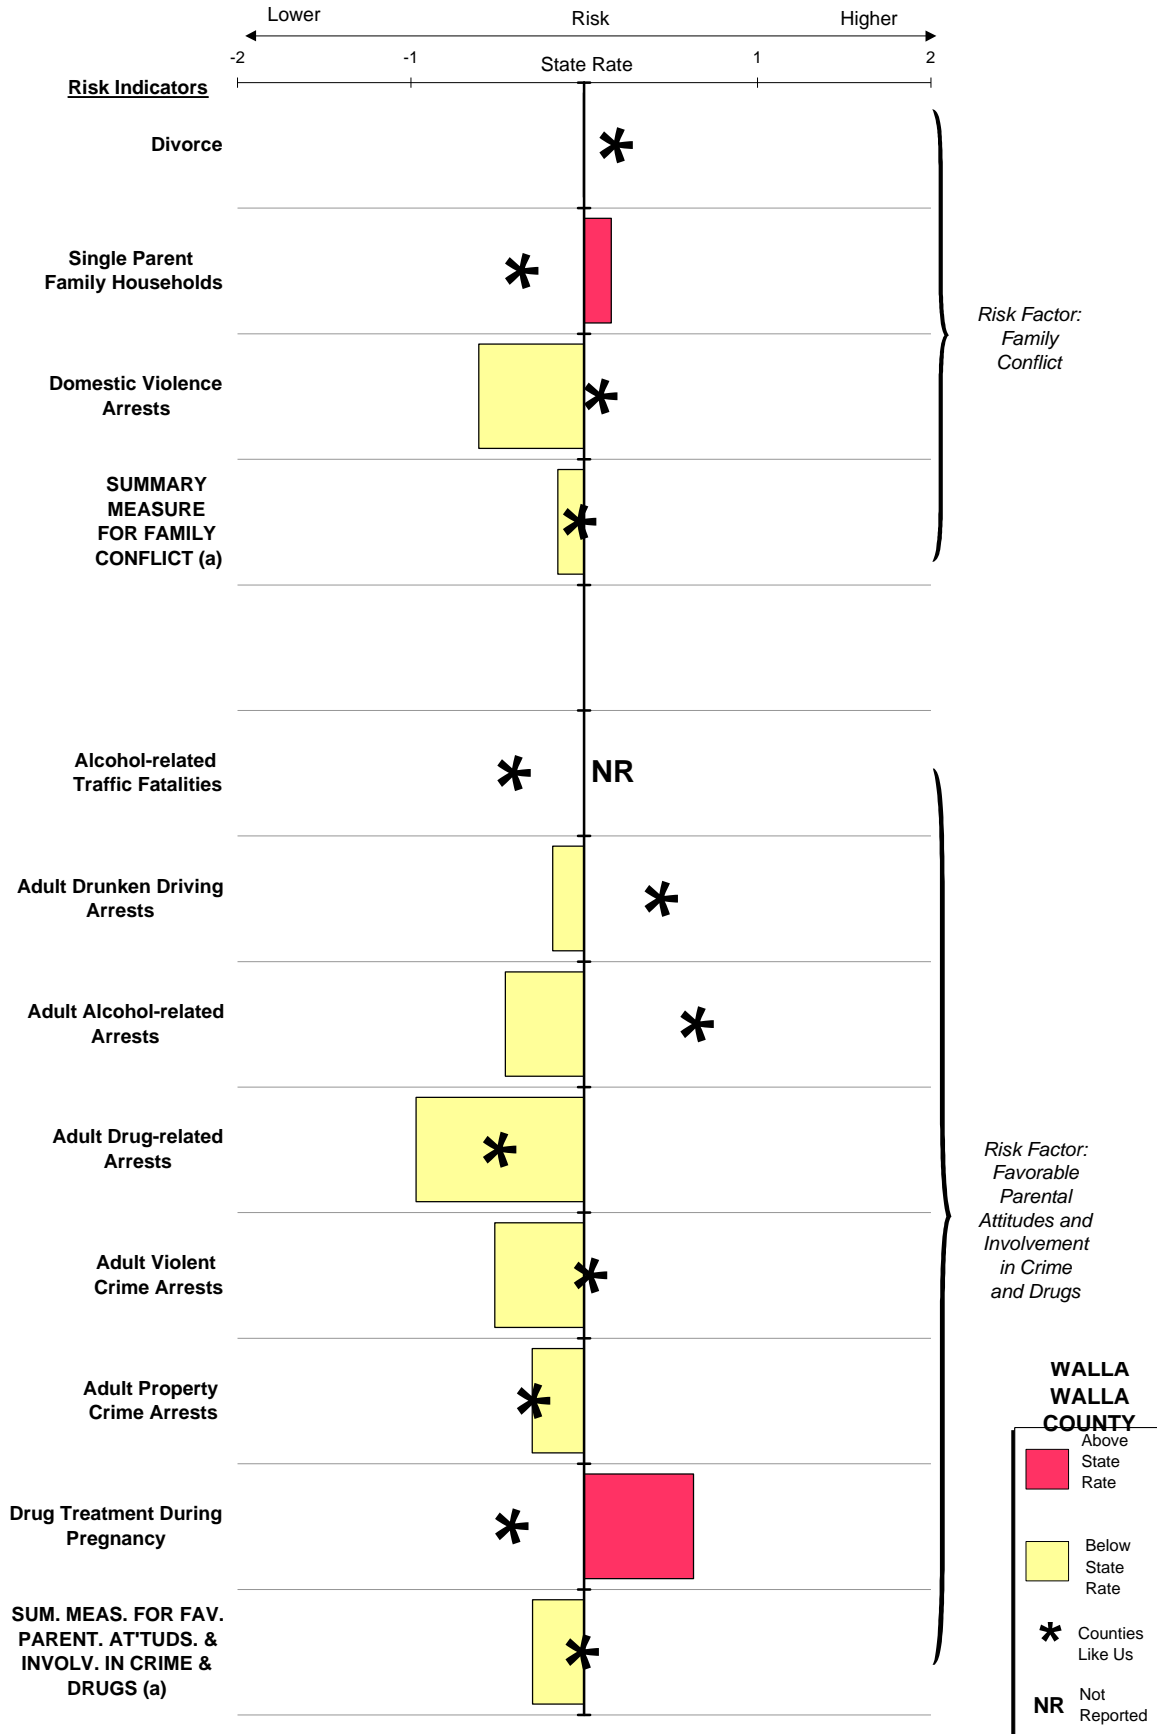 Lower Risk Higher
-2 -1 State Rate 1 2
Risk Indicators
Divorce
*
Single Parent
Family Households
*
Domestic Violence
Arrests
*
SUMMARY
MEASURE
FOR FAMILY
CONFLICT (a)
*
Risk Factor:
Family
Conflict
Alcohol-related
Traffic Fatalities
* NR
Adult Drunken Driving
Arrests
*
Adult Alcohol-related
Arrests
*
Adult Drug-related
Arrests
*
Adult Violent
Crime Arrests
*
Adult Property
Crime Arrests
*
Drug Treatment During
Pregnancy
*
SUM. MEAS. FOR FAV.
PARENT. AT'TUDS. &
INVOLV. IN CRIME &
DRUGS (a)
*
Risk Factor:
Favorable
Parental
Attitudes and
Involvement
in Crime
and Drugs
WALLA
WALLA
COUNTY
Above
State
Rate
Below
State
Rate
* Counties
Like Us
NR Not
Reported